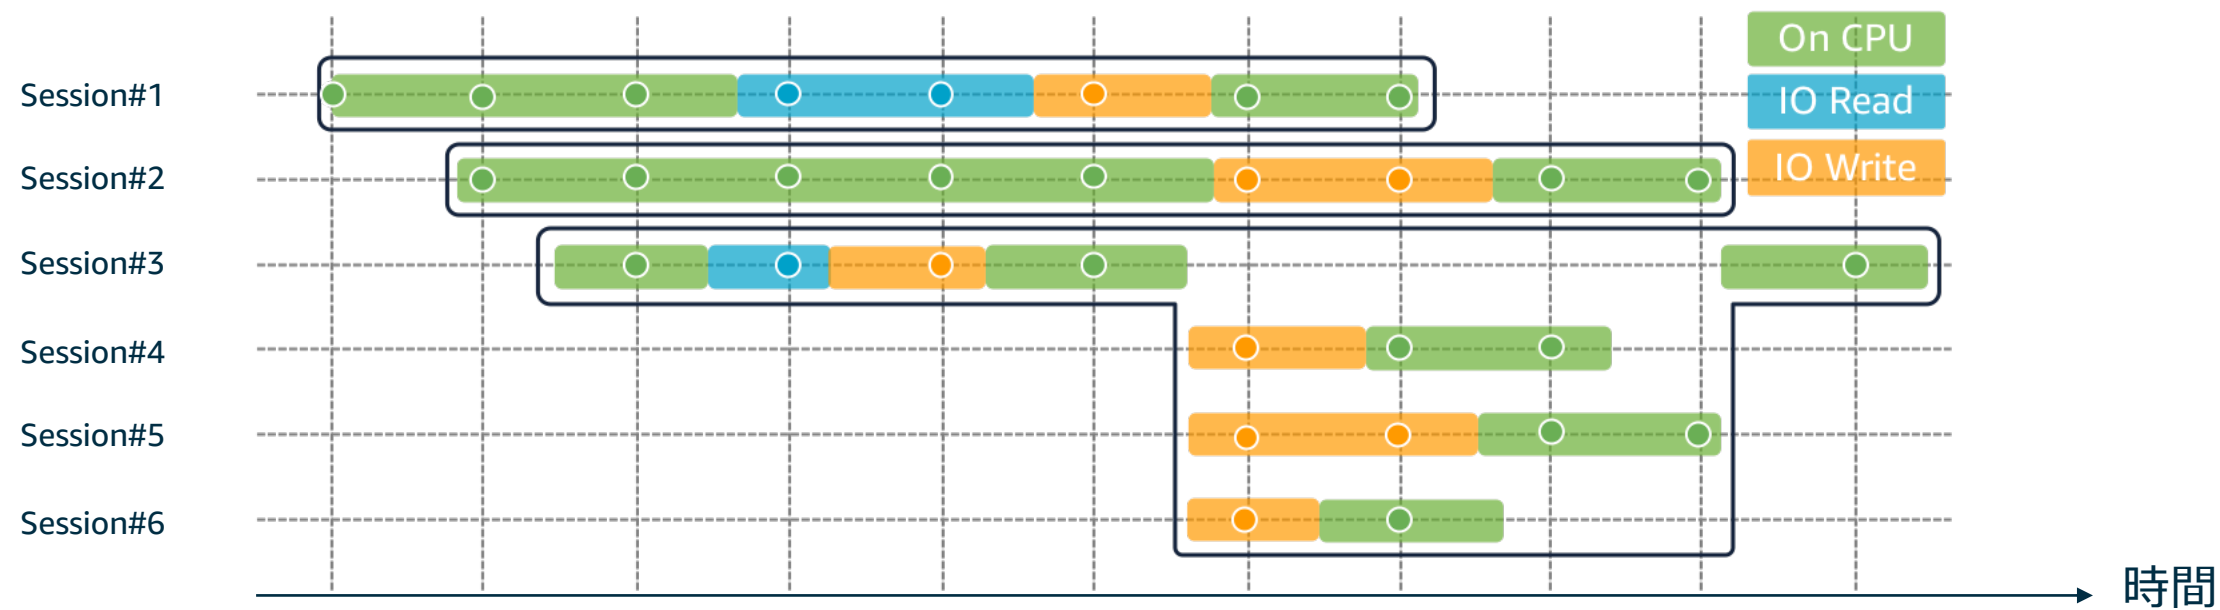 On CPU
Session#1
IO Read
Session#2
IO Write
Session#3
Session#4
Session#5
Session#6
時間